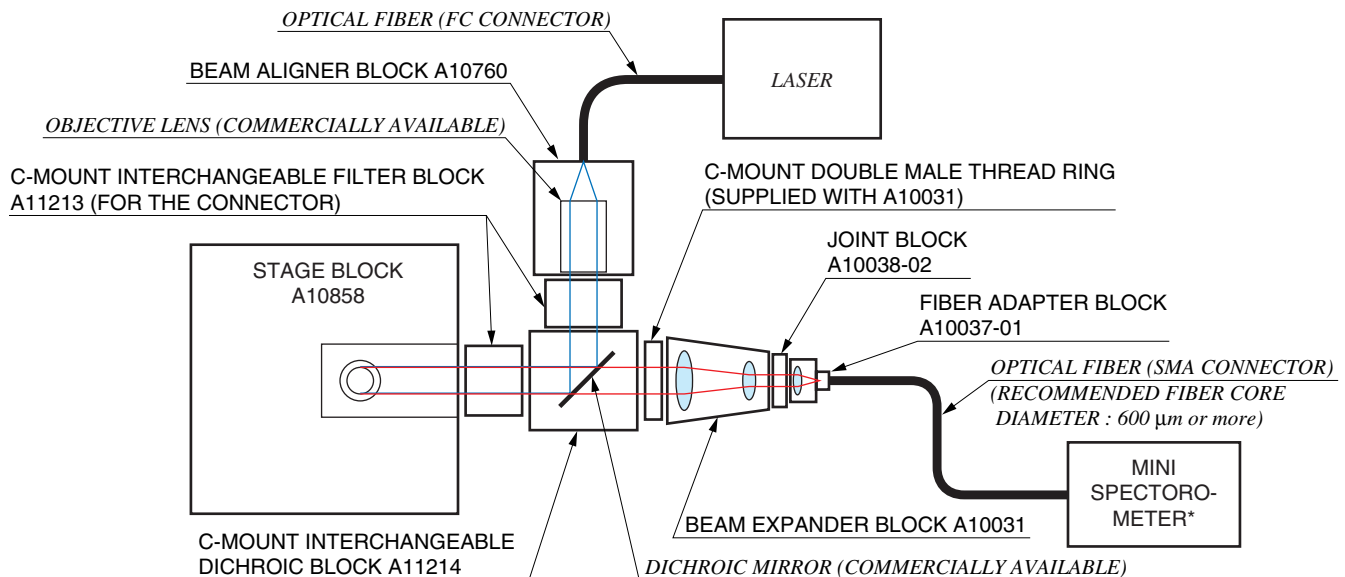 OPTICAL FIBER (FC CONNECTOR)
BEAM ALIGNER BLOCK A10760
LASER
OBJECTIVE LENS (COMMERCIALLY AVAILABLE)
C-MOUNT INTERCHANGEABLE FILTER BLOCK
A11213 (FOR THE CONNECTOR)
C-MOUNT DOUBLE MALE THREAD RING
(SUPPLIED WITH A10031)
JOINT BLOCK
A10038-02
STAGE BLOCK
A10858
FIBER ADAPTER BLOCK
A10037-01
OPTICAL FIBER (SMA CONNECTOR)
(RECOMMENDED FIBER CORE
DIAMETER : 600 µm or more)
MINI
SPECTORO-
METER*
BEAM EXPANDER BLOCK A10031
C-MOUNT INTERCHANGEABLE
DICHROIC BLOCK A11214
DICHROIC MIRROR (COMMERCIALLY AVAILABLE)